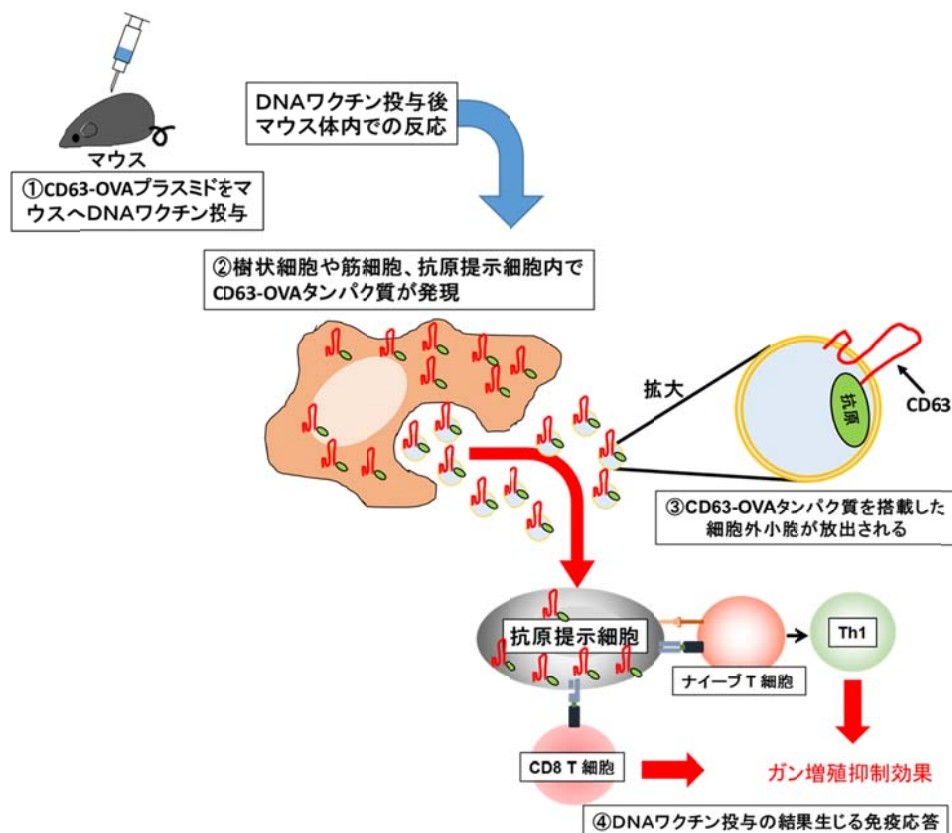 マウス
①CD63-OVAプラスミドをマ
ウスへDNAワクチン投与
DNAワクチン投与後
マウス体内での反応
②樹状細胞や筋細胞、抗原提示細胞内で
CD63-OVAタンパク質が発現
拡大
抗原
CD63
③CD63-OVAタンパク質を搭載した
細胞外小胞が放出される
抗原提示細胞
ナイーブ T 細胞
Th1
CD8 T 細胞
ガン増殖抑制効果
④DNAワクチン投与の結果生じる免疫応答